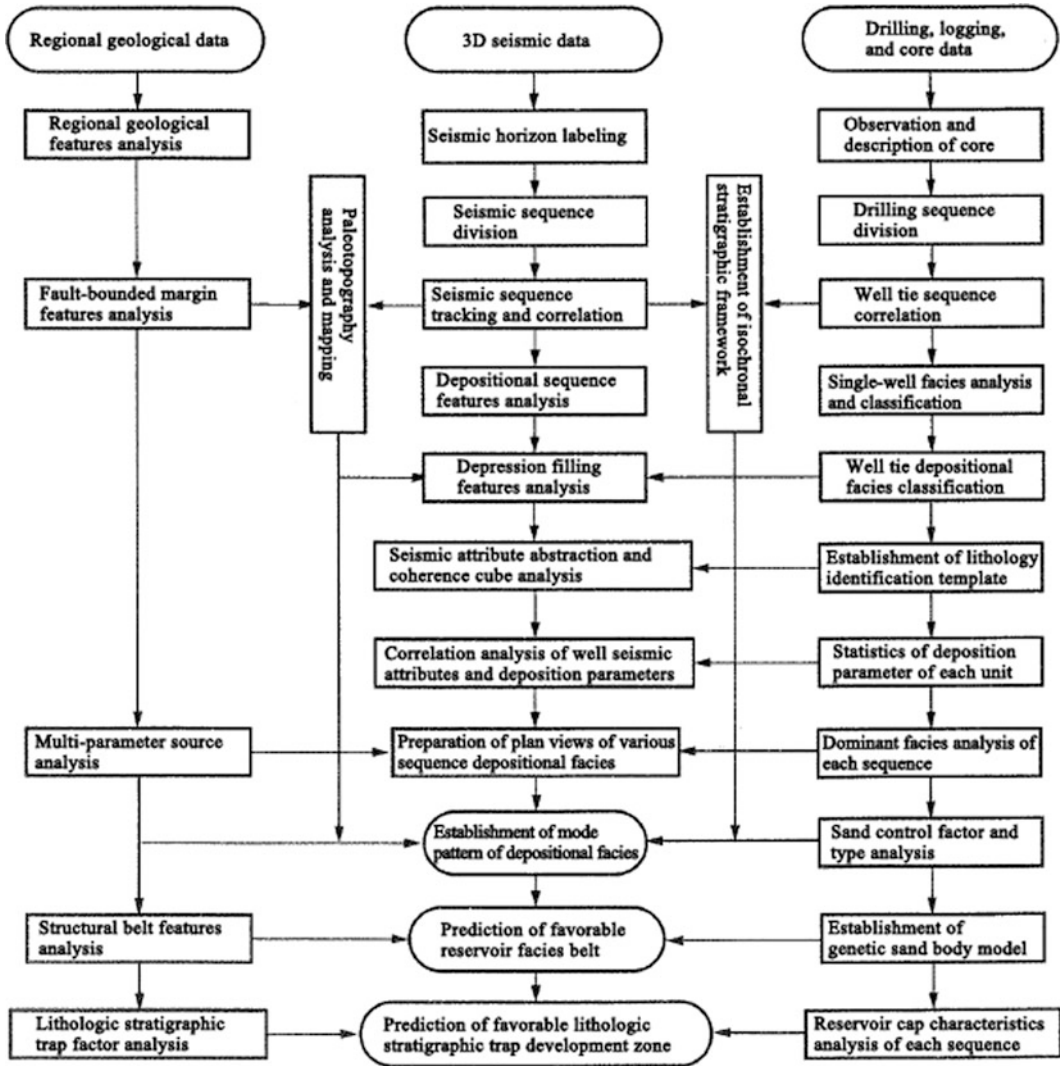 Regional geological data
3D seismic data
Drilling, logging,
and core data
Regional geological
features analysis
Seismic horizon labeling
Observation and
description of core
Paleotopography
analysis and mapping
Seismic sequence
division
Establishment of isochronal
stratigraphic framework
Drilling sequence
division
Fault-bounded margin
features analysis
Seismic sequence
tracking and correlation
Well tie sequence
correlation
Depositional sequence
features analysis
Single-well facies analysis
and classification
Depression filling
features analysis
Well tie depositional
facies classification
Seismic attribute abstraction and
coherence cube analysis
Establishment of lithology
identification template
Correlation analysis of well seismic
attributes and deposition parameters
Statistics of deposition
parameter of each unit
Multi-parameter source
analysis
Preparation of plan views of various
sequence depositional facies
Dominant facies analysis of
each sequence
Establishment of mode
pattern of depositional facies
Sand control factor and
type analysis
Structural belt features
analysis
Prediction of favorable
reservoir facies belt
Establishment of
genetic sand body model
Lithologic stratigraphic
trap factor analysis
Prediction of favorable lithologic
stratigraphic trap development zone
Reservoir cap characteristics
analysis of each sequence